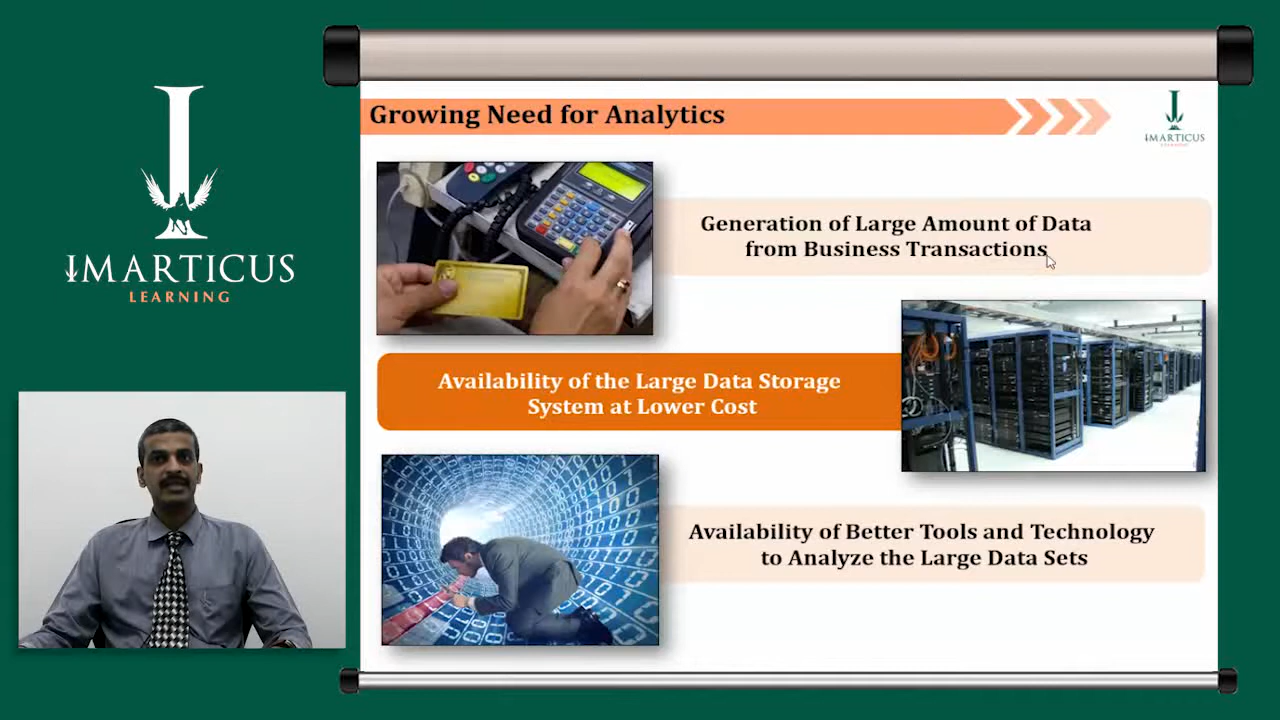 Growing Need for Analytics
IMARTICUS
LEARNING
Generation of Large Amount of Data
from Business Transactions
IMARTICUS
LEARNING
Availability of the Large Data Storage
System at Lower Cost
Availability of Better Tools and Technology
to Analyze the Large Data Sets